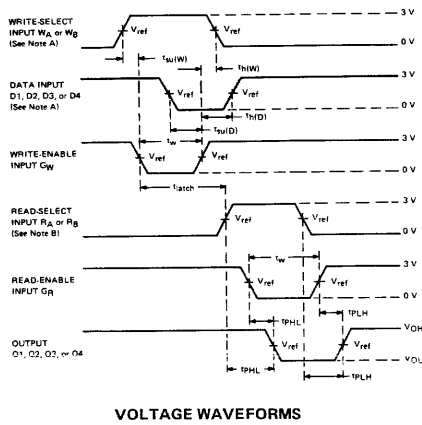 WRITE-SELECT
INPUT WA or WB
(See Note A)
Vref
Vref
3 V
0 V
tsu(W)
th(W)
DATA INPUT
D1, D2, D3, or D4
(See Note A)
Vref
Vref
3 V
0 V
th(D)
tsu(D)
WRITE-ENABLE
INPUT GW
tw
Vref
Vref
3 V
0 V
tlatch
READ-SELECT
INPUT RA or RB
(See Note B)
Vref
Vref
3 V
0 V
READ-ENABLE
INPUT GR
tw
Vref
Vref
3 V
0 V
tPHL
tPLH
OUTPUT
Q1, Q2, Q3, or Q4
Vref
Vref
VOH
VOL
tPHL
tPLH
VOLTAGE WAVEFORMS